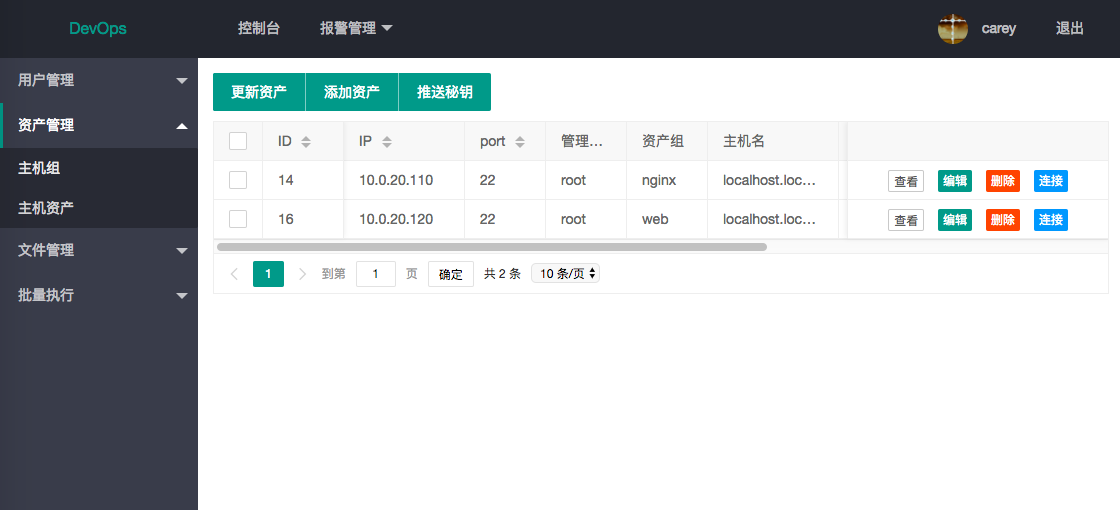 DevOps 控制台 报警管理 carey 退出
用户管理
资产管理
主机组
主机资产
文件管理
批量执行
更新资产 添加资产 推送秘钥
ID IP port 管理... 资产组 主机名
14 10.0.20.110 22 root nginx localhost.loc... 查看 编辑 删除 连接
16 10.0.20.120 22 root web localhost.loc... 查看 编辑 删除 连接
1 到第 1 页 确定 共 2 条 10 条/页